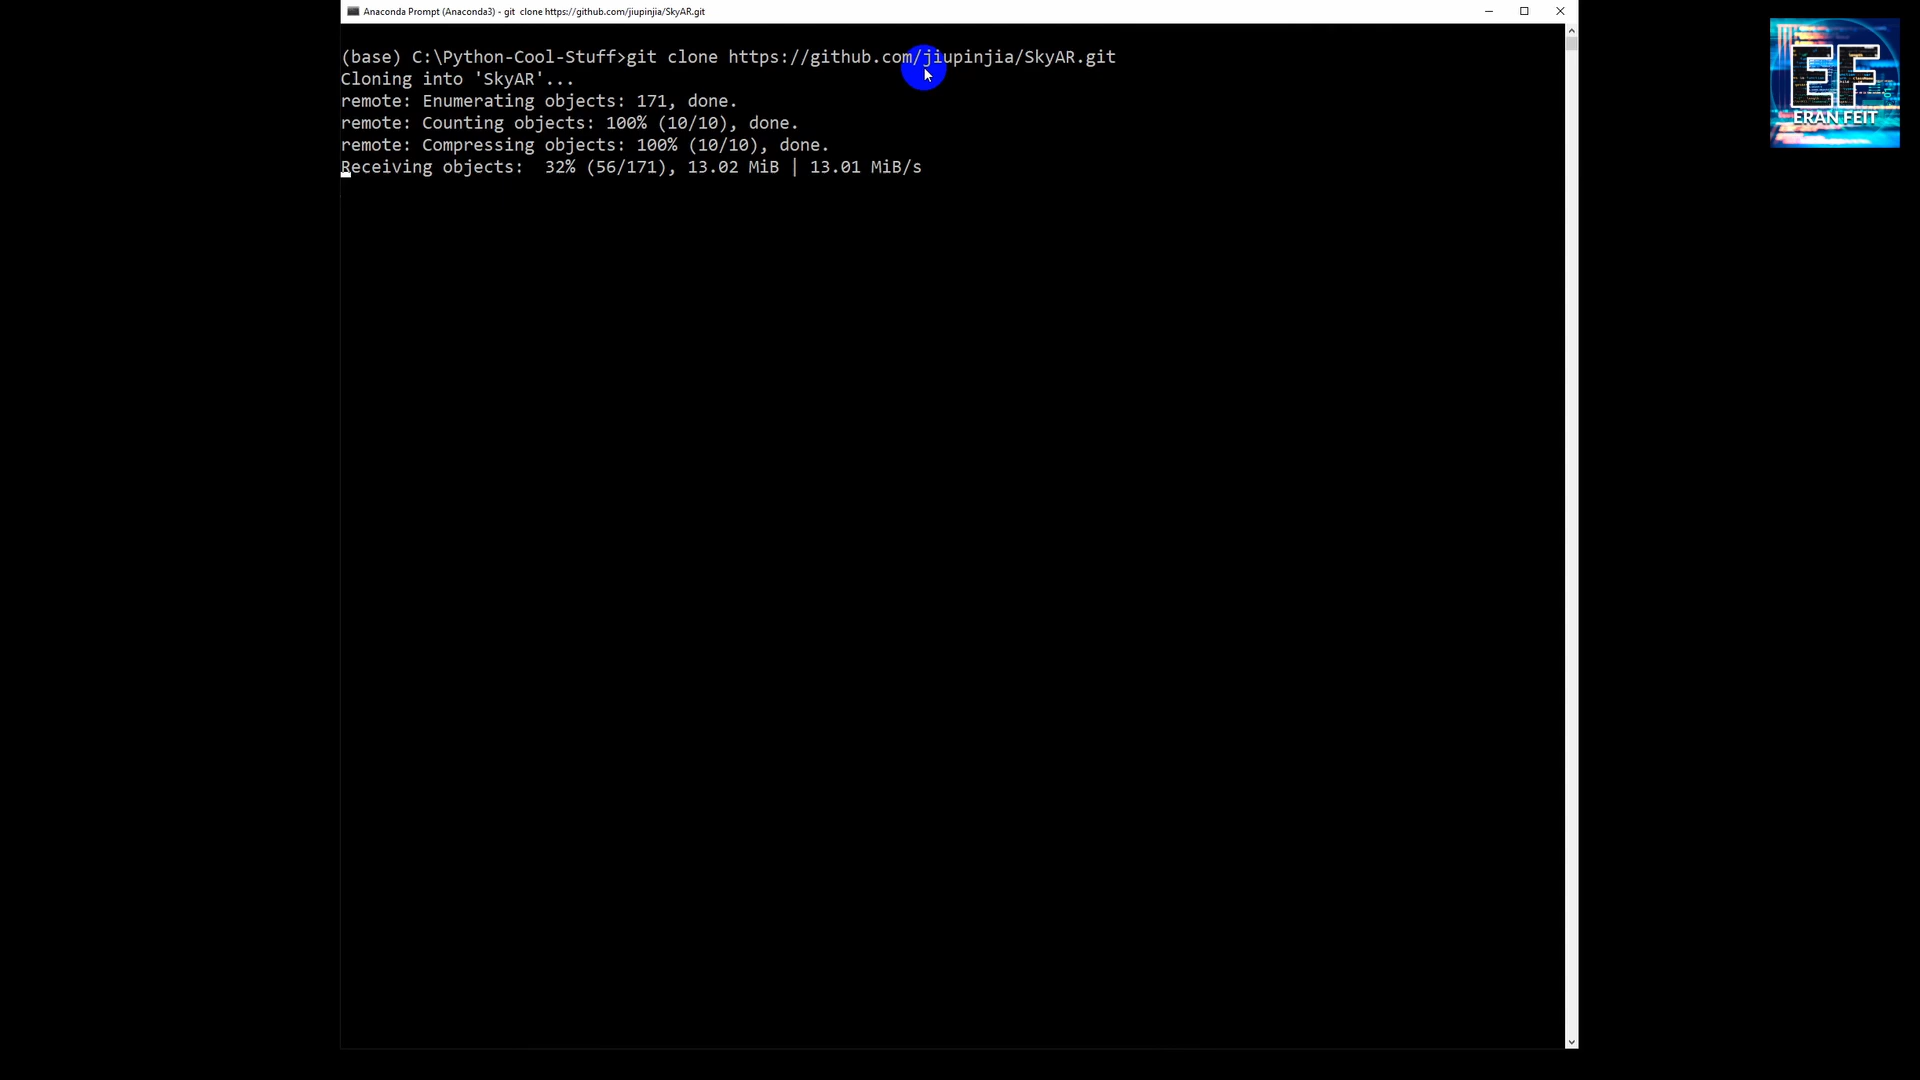 Anaconda Prompt (Anaconda3) - git  clone https://github.com/jiupinjia/SkyAR.git
(base) C:\Python-Cool-Stuff>git clone https://github.com/jiupinjia/SkyAR.git
Cloning into 'SkyAR'...
remote: Enumerating objects: 171, done.
remote: Counting objects: 100% (10/10), done.
remote: Compressing objects: 100% (10/10), done.
Receiving objects:  32% (56/171), 13.02 MiB | 13.01 MiB/s
EF
ERAN FEIT